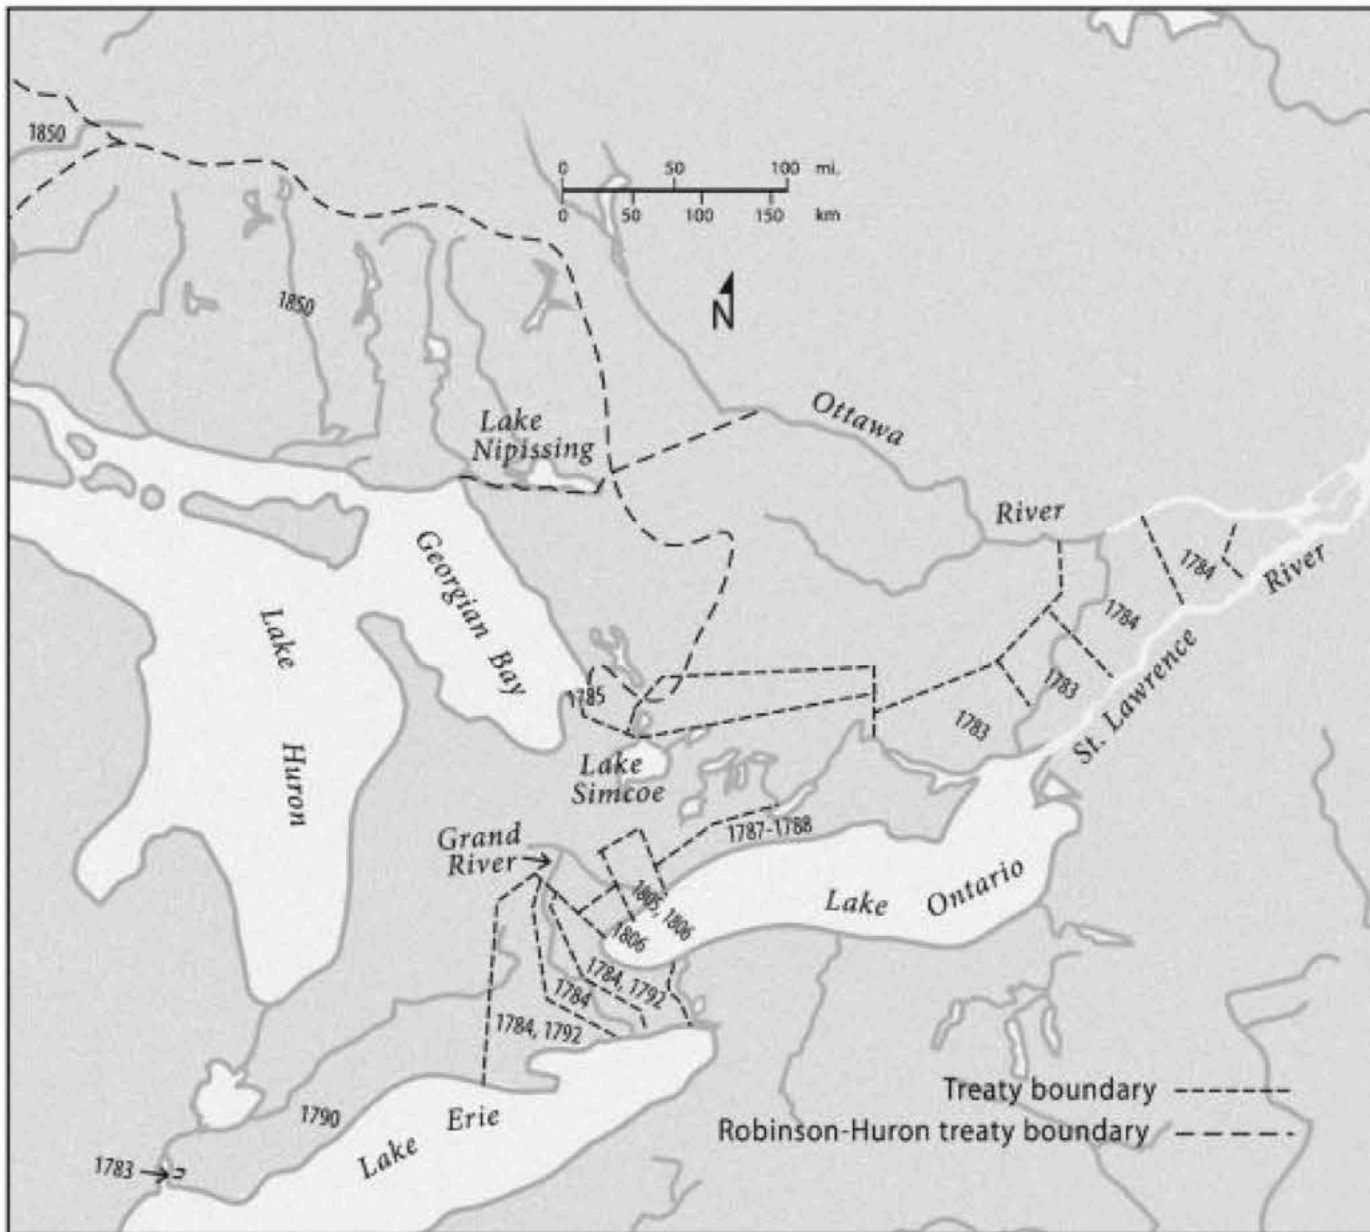 1850
0 50 100 mi.
0 50 100 150 km
N
1850
Lake
Nipissing
Ottawa
River
Georgian Bay
1784
River
1784
Lake
Huron
1785
1783
1783
St. Lawrence
Lake
Simcoe
1787-1788
Grand
River
1805, 1806
Lake Ontario
1806
1784, 1792
1784
1784, 1792
Treaty boundary
1790
Lake Erie
Robinson-Huron treaty boundary
1783